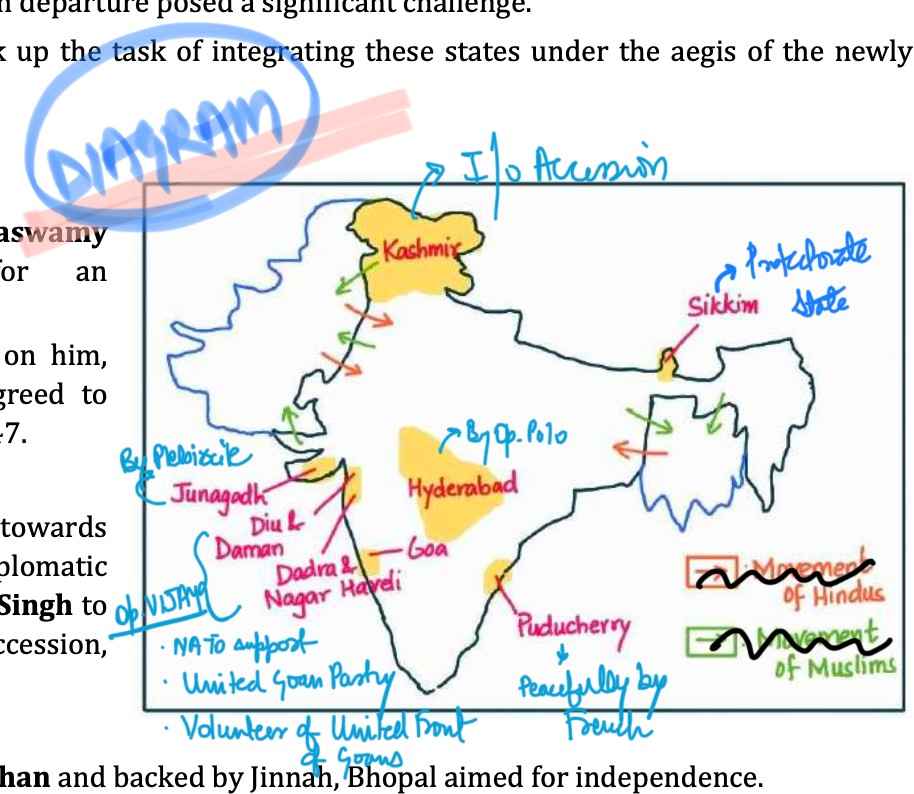 n departure posed a significant challenge.
k up the task of integrating these states under the aegis of the newly
DIAGRAM
I/o Accession
aswamy
for an
Kashmir
Protectorate
State
Sikkim
on him,
greed to
47.
By Op. Polo
By Plebiscite
Junagadh
Hyderabad
Diu &
Daman
Goa
Dadra &
Nagar Haveli
towards
plomatic
Singh to
ccession,
Op VIJAY
Movement
of Hindus
Puducherry
Movement
of Muslims
· NATO support
· United Goan Party
Peacefully by
French
· Volunteer of United Front
of Goans
han and backed by Jinnah, Bhopal aimed for independence.